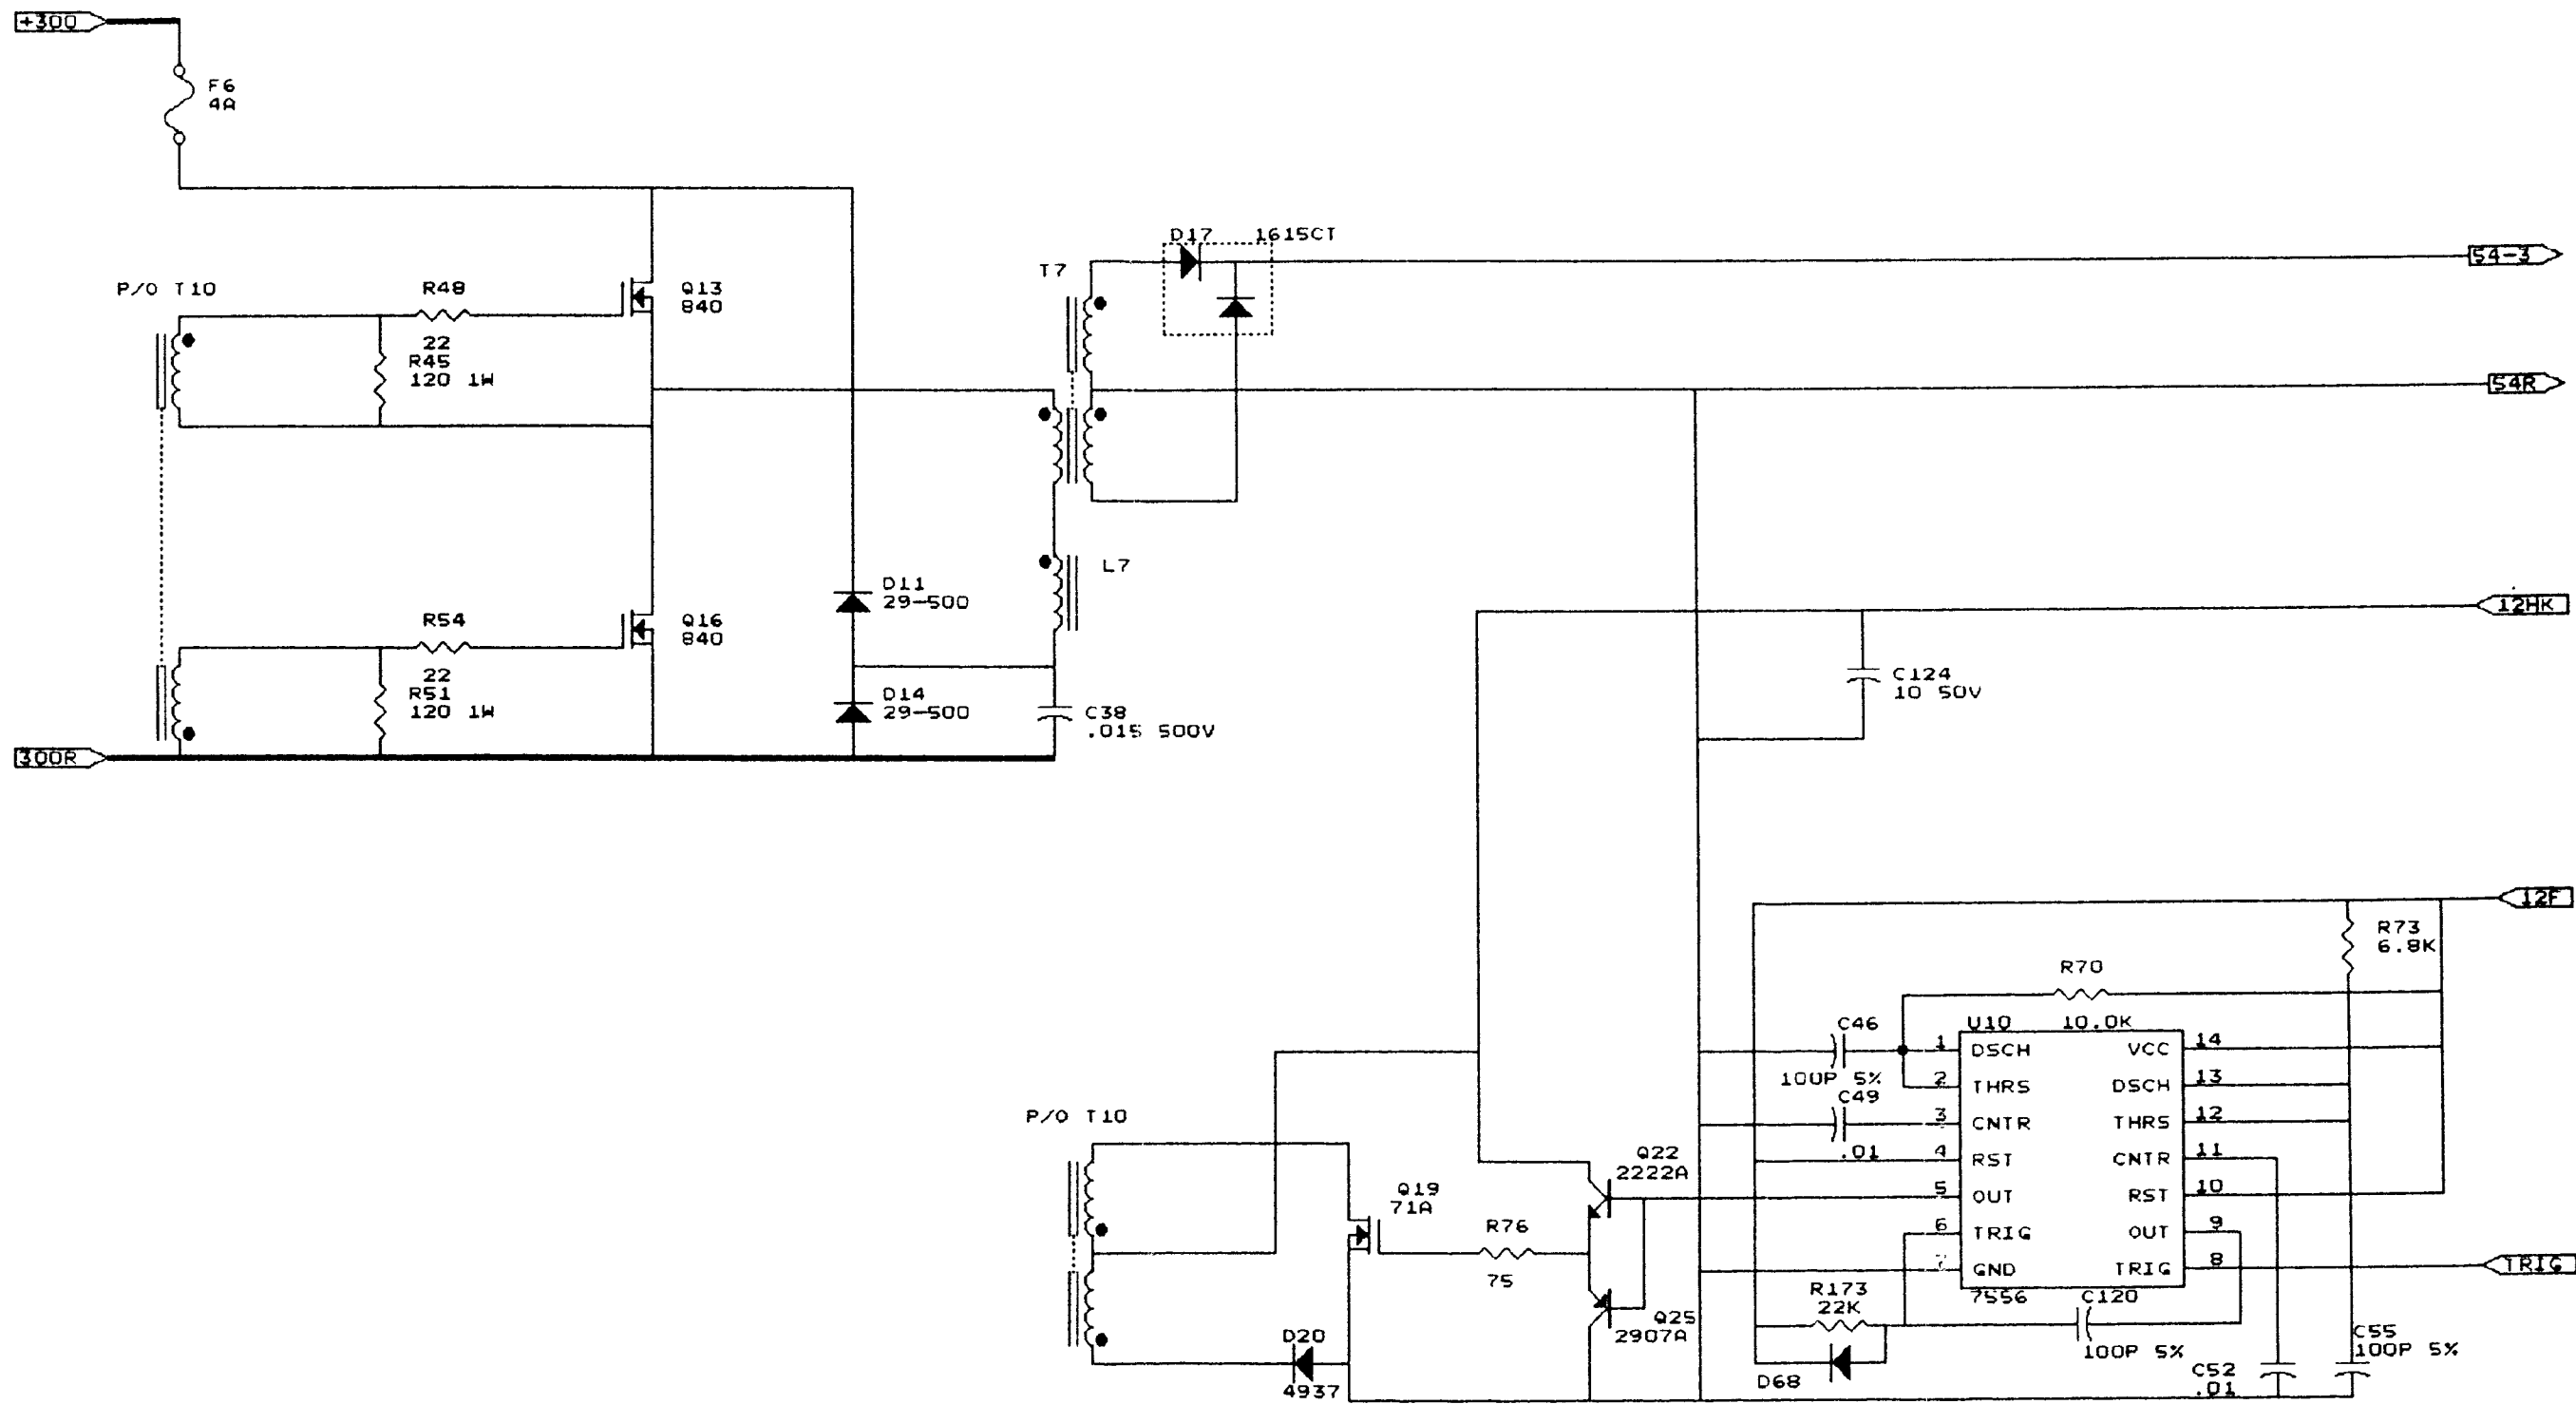 +300
F6
4A
D17 1615CT
54-3
T7
P/O T10
R48
Q13
840
22
R45
120 1W
54R
L7
D11
29-500
12HK
R54
Q16
840
22
R51
120 1W
D14
29-500
C124
10 50V
C38
.015 500V
300R
12F
R73
6.8K
R70
C46
U10 10.0K
1 DSCH VCC 14
100P 5%
2 THRS DSCH 13
C49
P/O T10
3 CNTR THRS 12
.01
4 RST CNTR 11
Q22
2222A
5 OUT RST 10
Q19
71A
R76
6 TRIG OUT 9
75
GND TRIG 8
TRIG
7556
R173
22K
C120
Q25
2907A
D20
4937
100P 5%
C55
100P 5%
D68
C52
.01